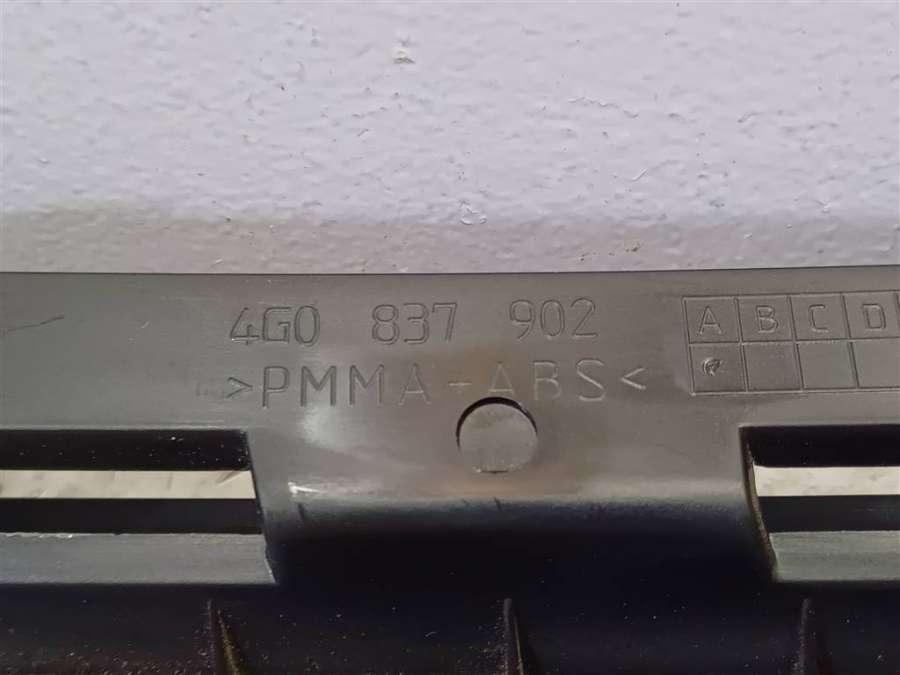 4G0 837 902
>PMMA+ABS<
A B C D